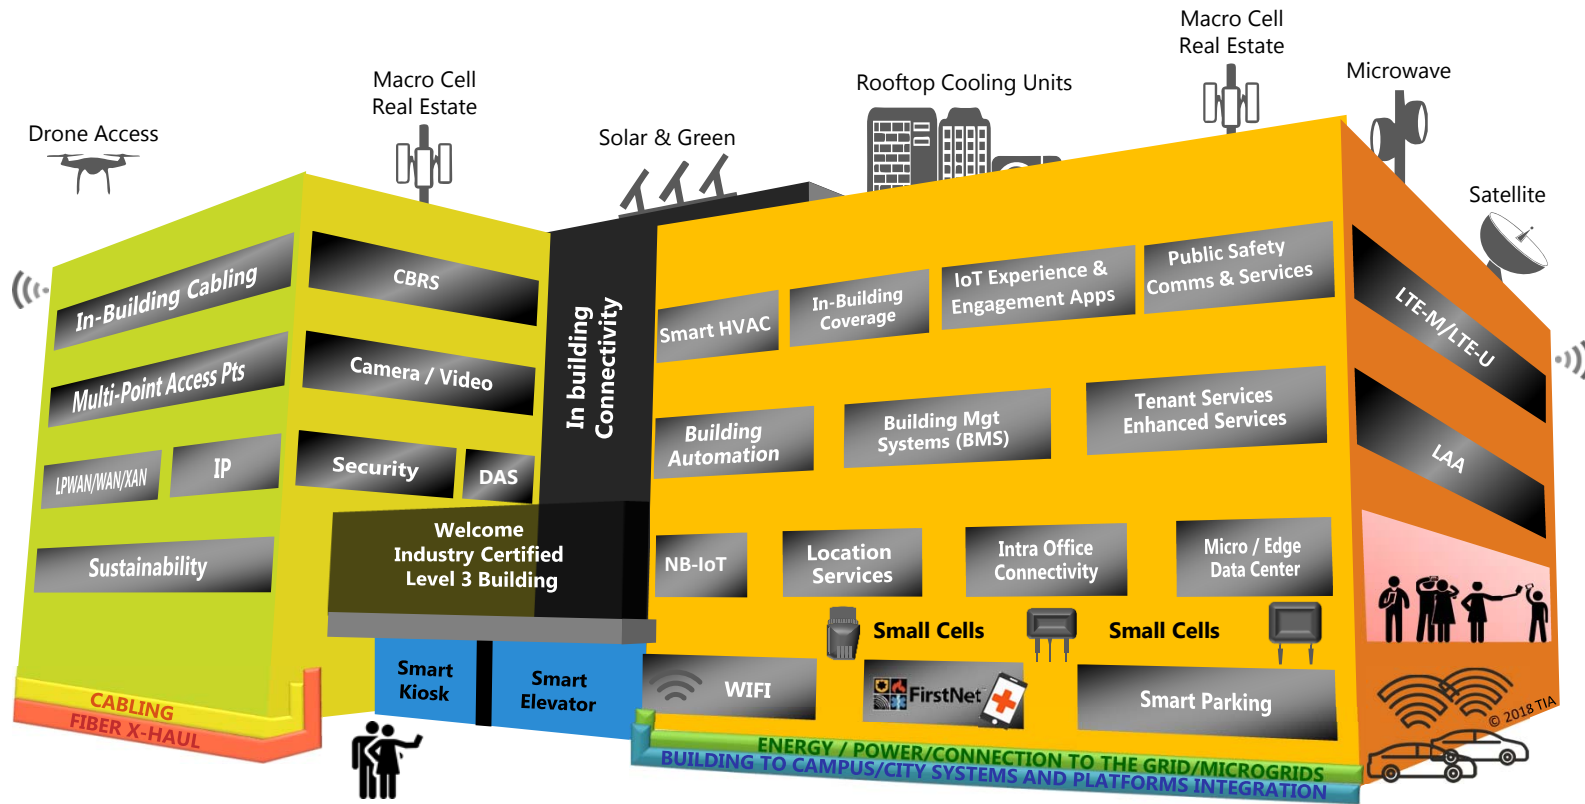 Drone Access
Macro Cell
Real Estate
Solar & Green
Rooftop Cooling Units
Macro Cell
Real Estate
Microwave
Satellite
In-Building Cabling
Multi-Point Access Pts
LPWAN/WAN/XAN
IP
Sustainability
CBRS
Camera / Video
Security
DAS
In building
Connectivity
Welcome
Industry Certified
Level 3 Building
Smart
Kiosk
Smart
Elevator
Smart HVAC
In-Building
Coverage
IoT Experience &
Engagement Apps
Public Safety
Comms & Services
Building
Automation
Building Mgt
Systems (BMS)
Tenant Services
Enhanced Services
NB-IoT
Location
Services
Intra Office
Connectivity
Micro / Edge
Data Center
Small Cells
Small Cells
WIFI
FirstNet
Smart Parking
LTE-M/LTE-U
LAA
© 2018 TIA
CABLING
FIBER X-HAUL
ENERGY / POWER/CONNECTION TO THE GRID/MICROGRIDS
BUILDING TO CAMPUS/CITY SYSTEMS AND PLATFORMS INTEGRATION